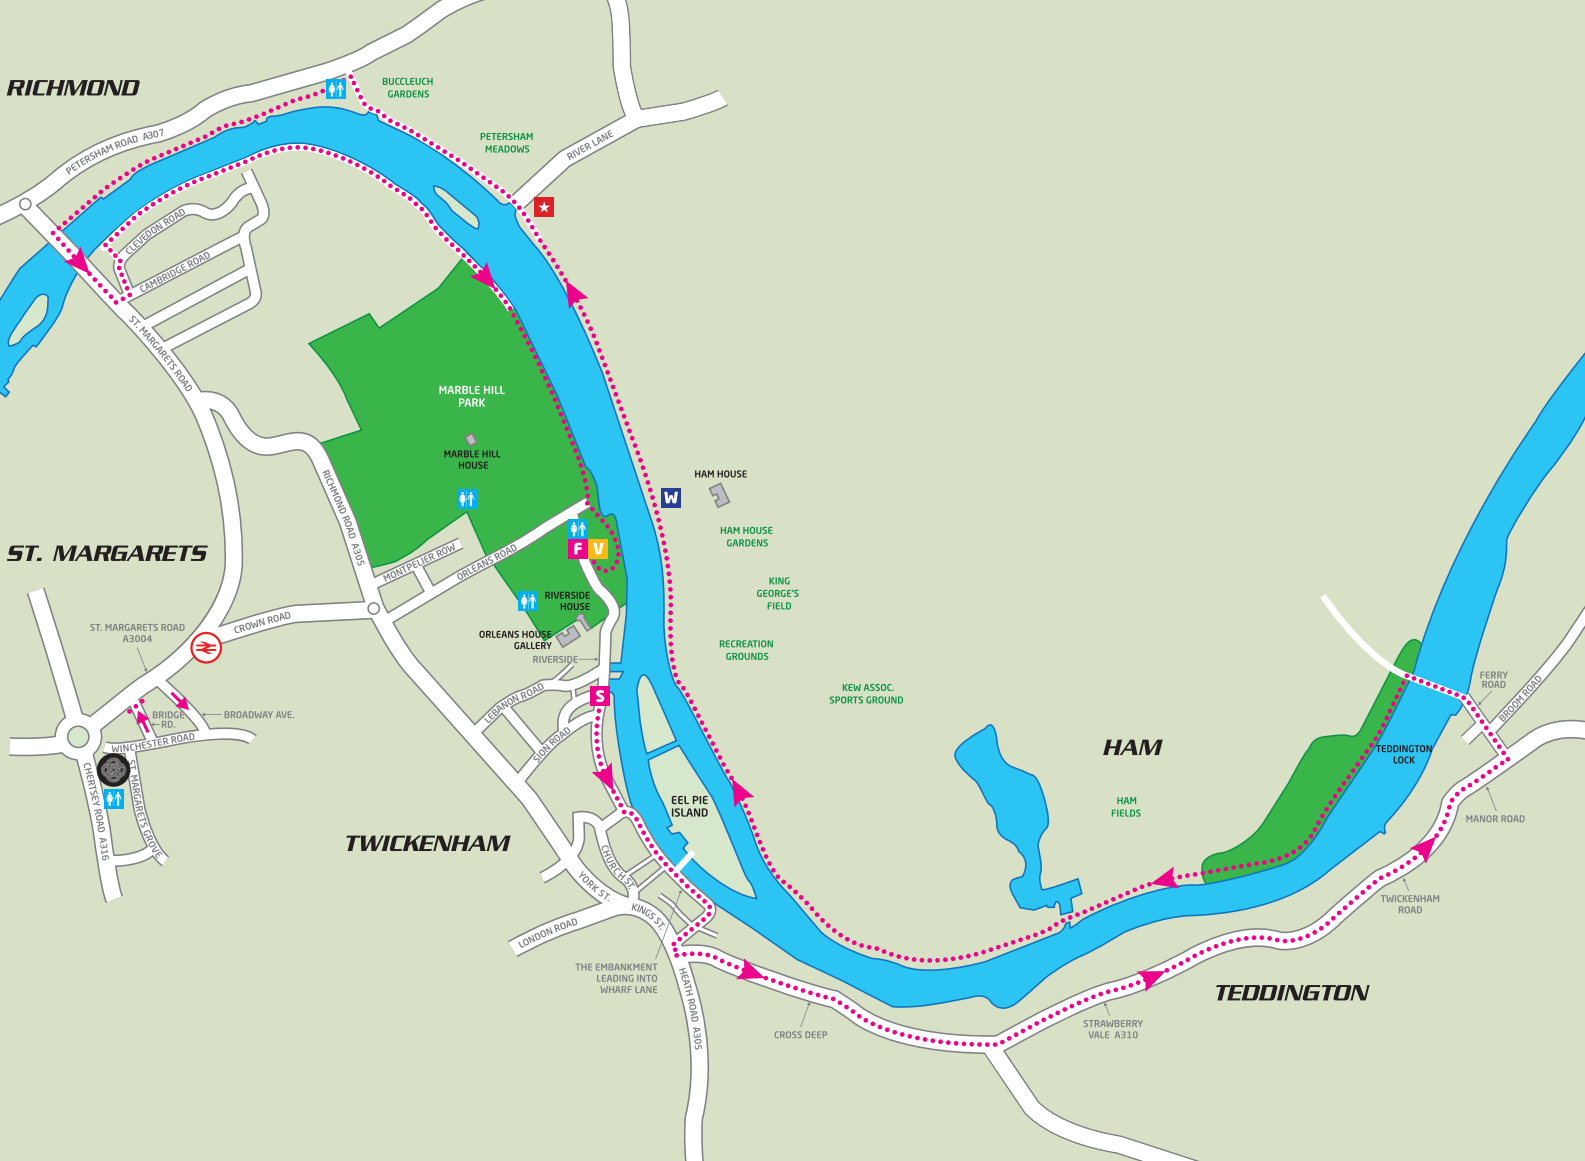 RICHMOND
BUCCLEUCH
GARDENS
PETERSHAM ROAD A307
PETERSHAM
MEADOWS
RIVER LANE
CLEVEDON ROAD
CAMBRIDGE ROAD
ST. MARGARETS ROAD
MARBLE HILL
PARK
MARBLE HILL
HOUSE
HAM HOUSE
W
RICHMOND ROAD A305
HAM HOUSE
GARDENS
ST. MARGARETS
F
V
MONTPELIER ROW
ORLEANS ROAD
KING
GEORGE'S
FIELD
RIVERSIDE
HOUSE
CROWN ROAD
ST. MARGARETS ROAD
A3004
ORLEANS HOUSE
GALLERY
RIVERSIDE
RECREATION
GROUNDS
KEW ASSOC.
SPORTS GROUND
FERRY
ROAD
BROOM ROAD
LEBANON ROAD
S
BRIDGE
RD.
BROADWAY AVE.
WINCHESTER ROAD
SION ROAD
HAM
TEDDINGTON
LOCK
CHERTSEY ROAD A316
ST. MARGARETS GROVE
EEL PIE
ISLAND
HAM
FIELDS
MANOR ROAD
TWICKENHAM
CHURCH ST.
YORK ST.
KINGS ST.
LONDON ROAD
TWICKENHAM
ROAD
THE EMBANKMENT
LEADING INTO
WHARF LANE
HEATH ROAD A305
TEDDINGTON
CROSS DEEP
STRAWBERRY
VALE A310